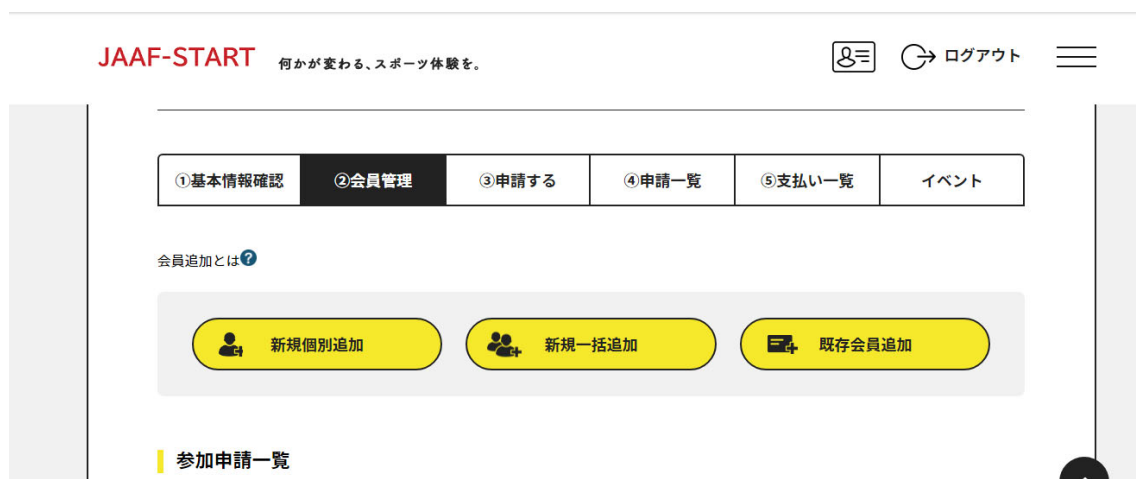 JAAF-START 何かが変わる、スポーツ体験を。 ログアウト
①基本情報確認 ②会員管理 ③申請する ④申請一覧 ⑤支払い一覧 イベント
会員追加とは?
新規個別追加 新規一括追加 既存会員追加
参加申請一覧